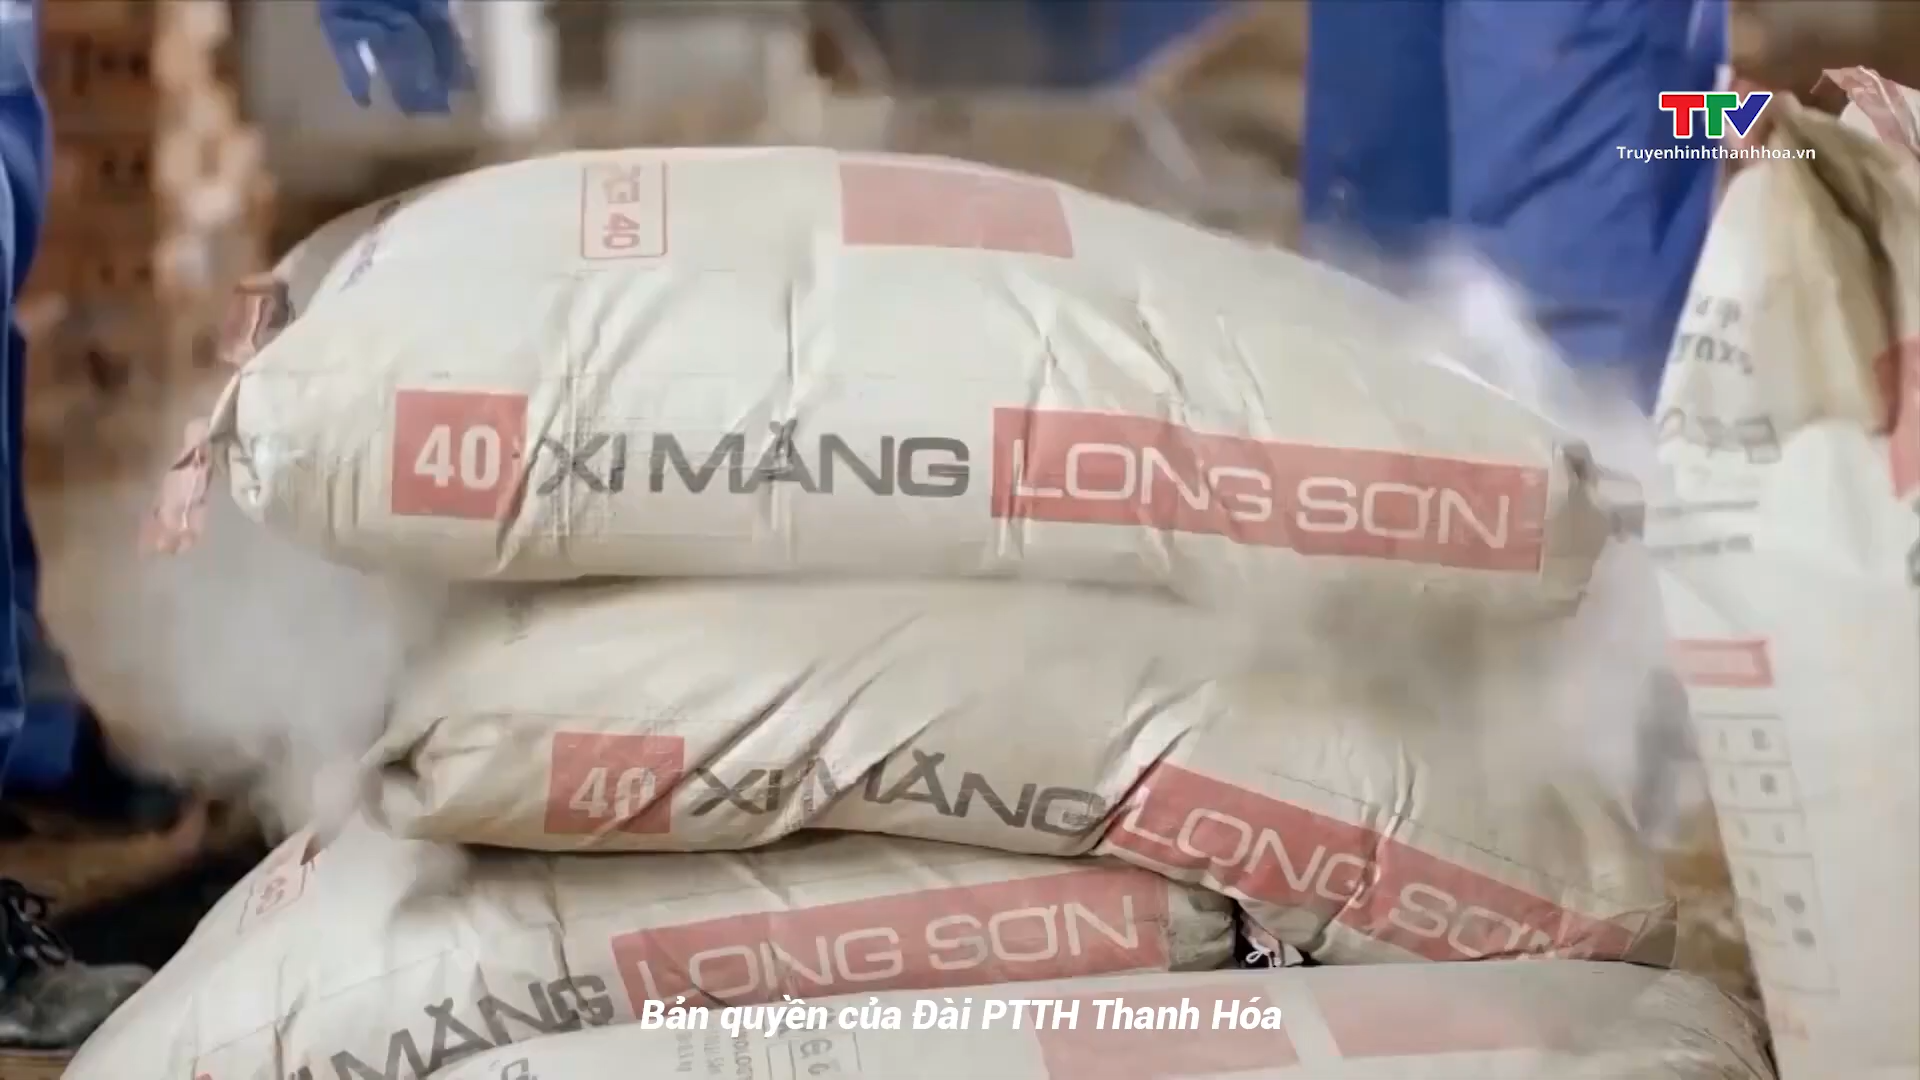 TTV
Truyenhinhthanhhoa.vn
40
40 XI MĂNG LONG SƠN
40 XI MĂNG LONG SƠN
XI MĂNG LONG SƠN
Bản quyền của Đài PTTH Thanh Hóa